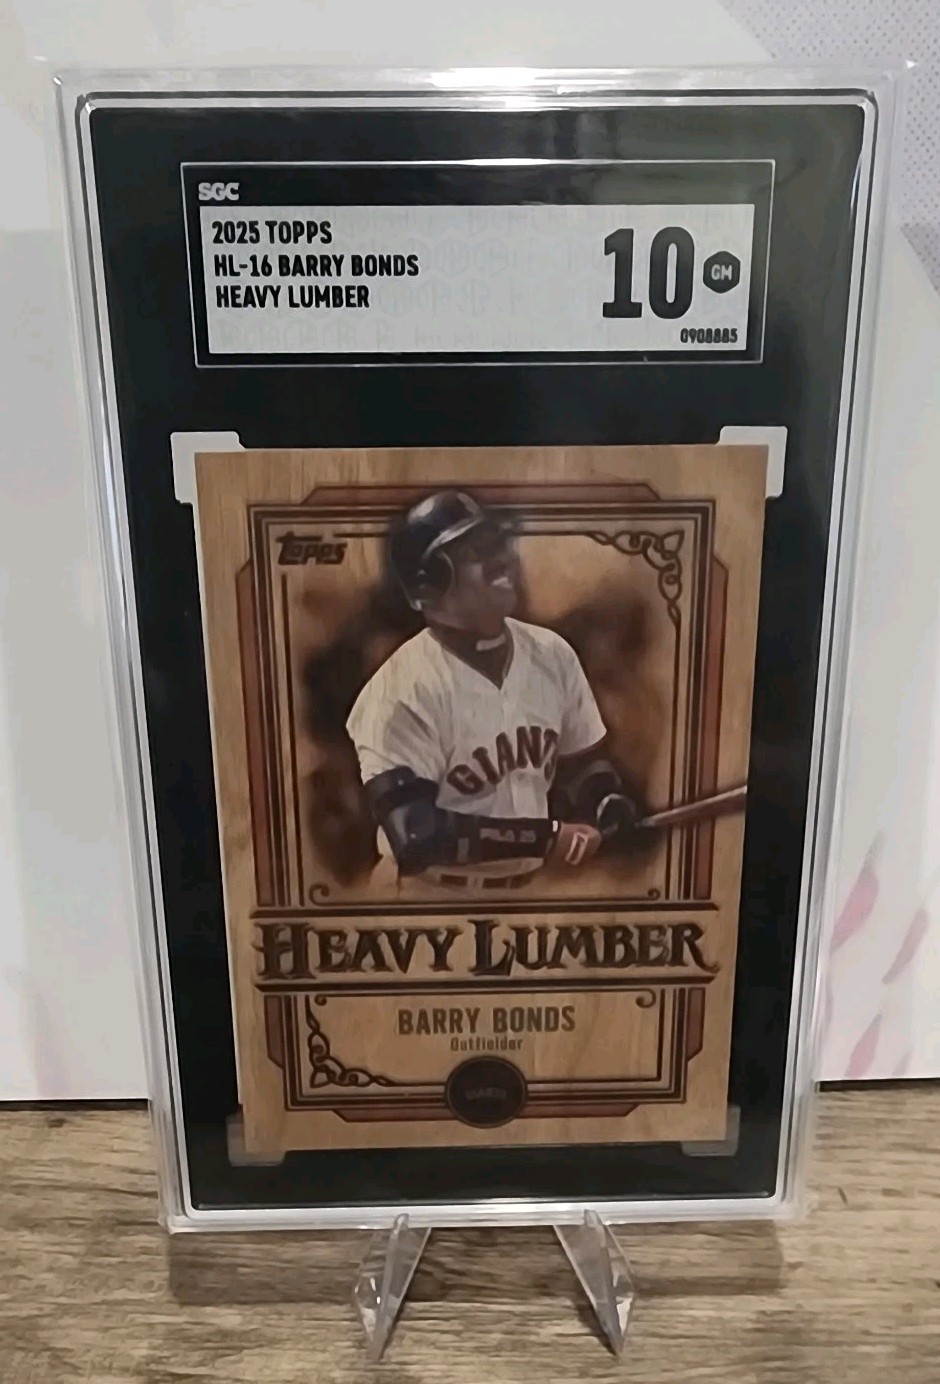 SGC
2025 TOPPS
HL-16 BARRY BONDS
HEAVY LUMBER
10 GM
0908885
Topps
GIANTS
HEAVY LUMBER
BARRY BONDS
Outfielder